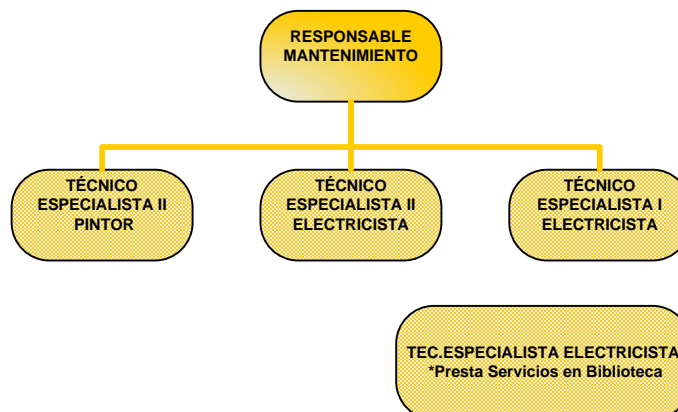 RESPONSABLE
MANTENIMIENTO
TÉCNICO
ESPECIALISTA II
PINTOR
TÉCNICO
ESPECIALISTA II
ELECTRICISTA
TÉCNICO
ESPECIALISTA I
ELECTRICISTA
TEC.ESPECIALISTA ELECTRICISTA
*Presta Servicios en Biblioteca